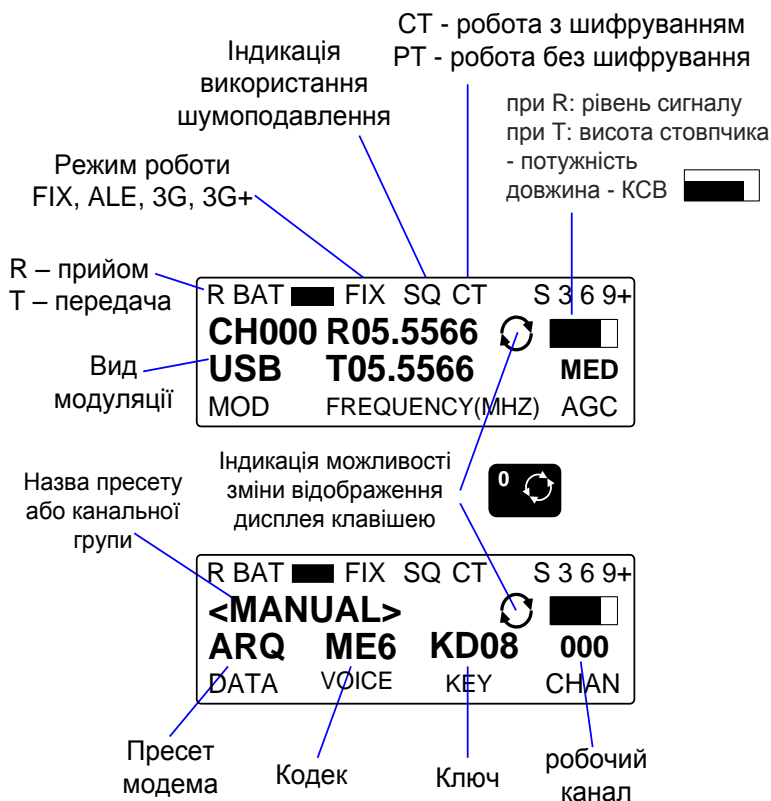 СТ - робота з шифруванням
РТ - робота без шифрування
Індикація
використання
шумоподавлення
при R: рівень сигналу
при T: висота стовпчика
- потужність
довжина - КСВ
Режим роботи
FIX, ALE, 3G, 3G+
R – прийом
T – передача
R BAT FIX SQ CT S 3 6 9+
CH000 R05.5566
USB T05.5566 MED
MOD FREQUENCY(MHZ) AGC
Вид
модуляції
Індикація можливості
зміни відображення
дисплея клавішею
0
Назва пресету
або канальної
групи
R BAT FIX SQ CT S 3 6 9+
<MANUAL>
ARQ ME6 KD08 000
DATA VOICE KEY CHAN
Пресет
модема
Кодек
Ключ
робочий
канал